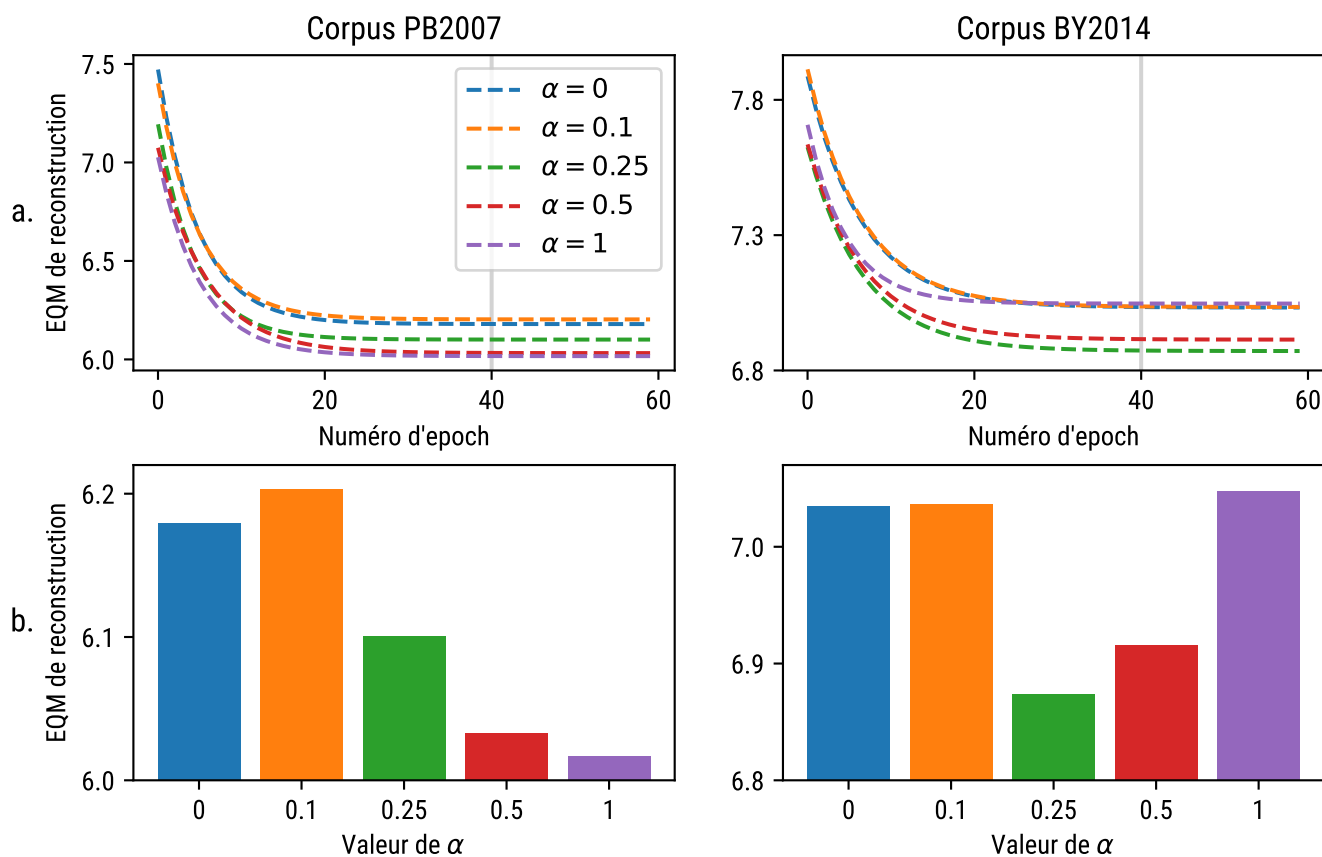 Corpus PB2007
Corpus BY2014
a.
EQM de reconstruction
7.5
7.0
6.5
6.0
α = 0
α = 0.1
α = 0.25
α = 0.5
α = 1
0 20 40 60
Numéro d'epoch
7.8
7.3
6.8
0 20 40 60
Numéro d'epoch
b.
EQM de reconstruction
6.2
6.1
6.0
0 0.1 0.25 0.5 1
Valeur de α
7.0
6.9
6.8
0 0.1 0.25 0.5 1
Valeur de α